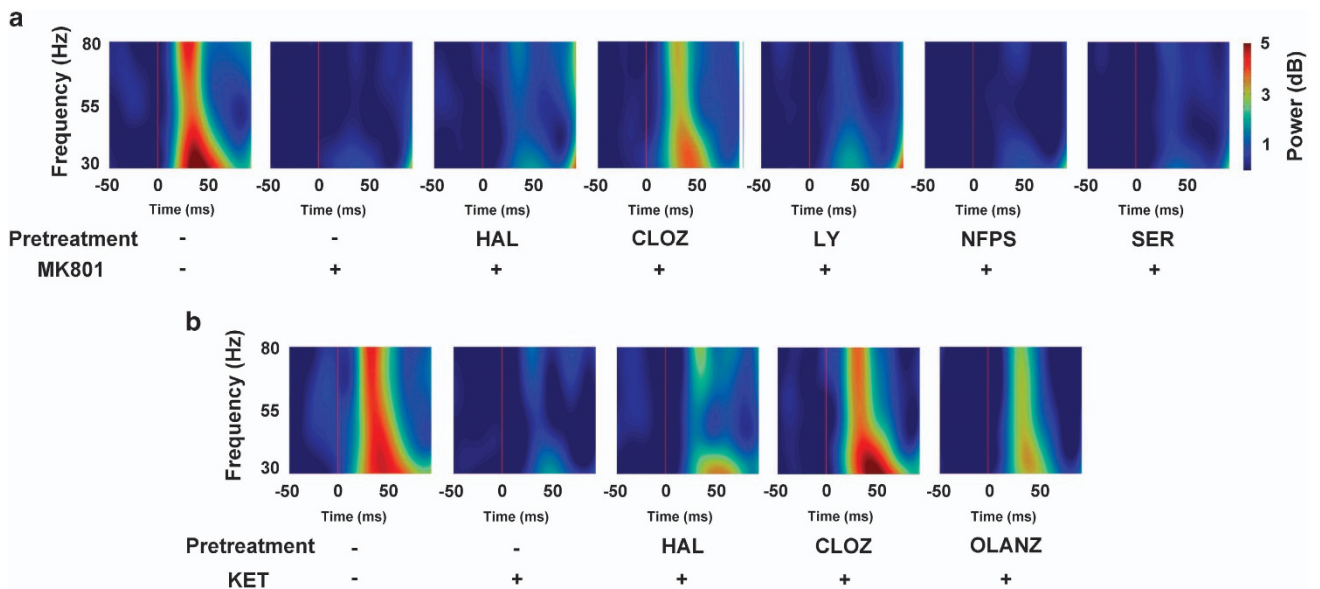 a
Frequency (Hz)
80
55
30
-50 0 50 -50 0 50 -50 0 50 -50 0 50 -50 0 50 -50 0 50 -50 0 50
Time (ms) Time (ms) Time (ms) Time (ms) Time (ms) Time (ms) Time (ms)
5
3
1
Power (dB)
Pretreatment - - HAL CLOZ LY NFPS SER
MK801 - + + + + + +
b
Frequency (Hz)
80
55
30
-50 0 50 -50 0 50 -50 0 50 -50 0 50 -50 0 50
Time (ms) Time (ms) Time (ms) Time (ms) Time (ms)
Pretreatment - - HAL CLOZ OLANZ
KET - + + + +